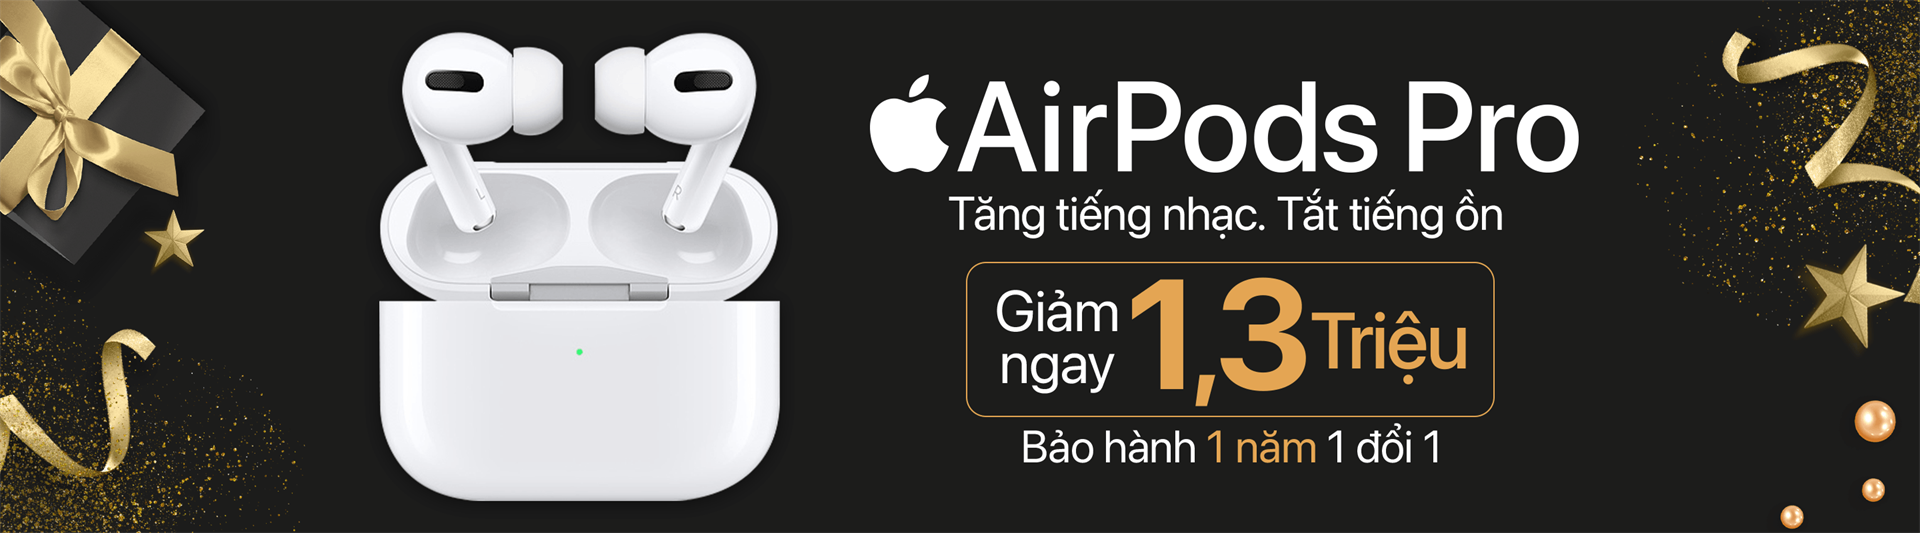 AirPods Pro
Tăng tiếng nhạc. Tắt tiếng ồn
Giảm
ngay
1,3 Triệu
Bảo hành 1 năm 1 đổi 1
L
R